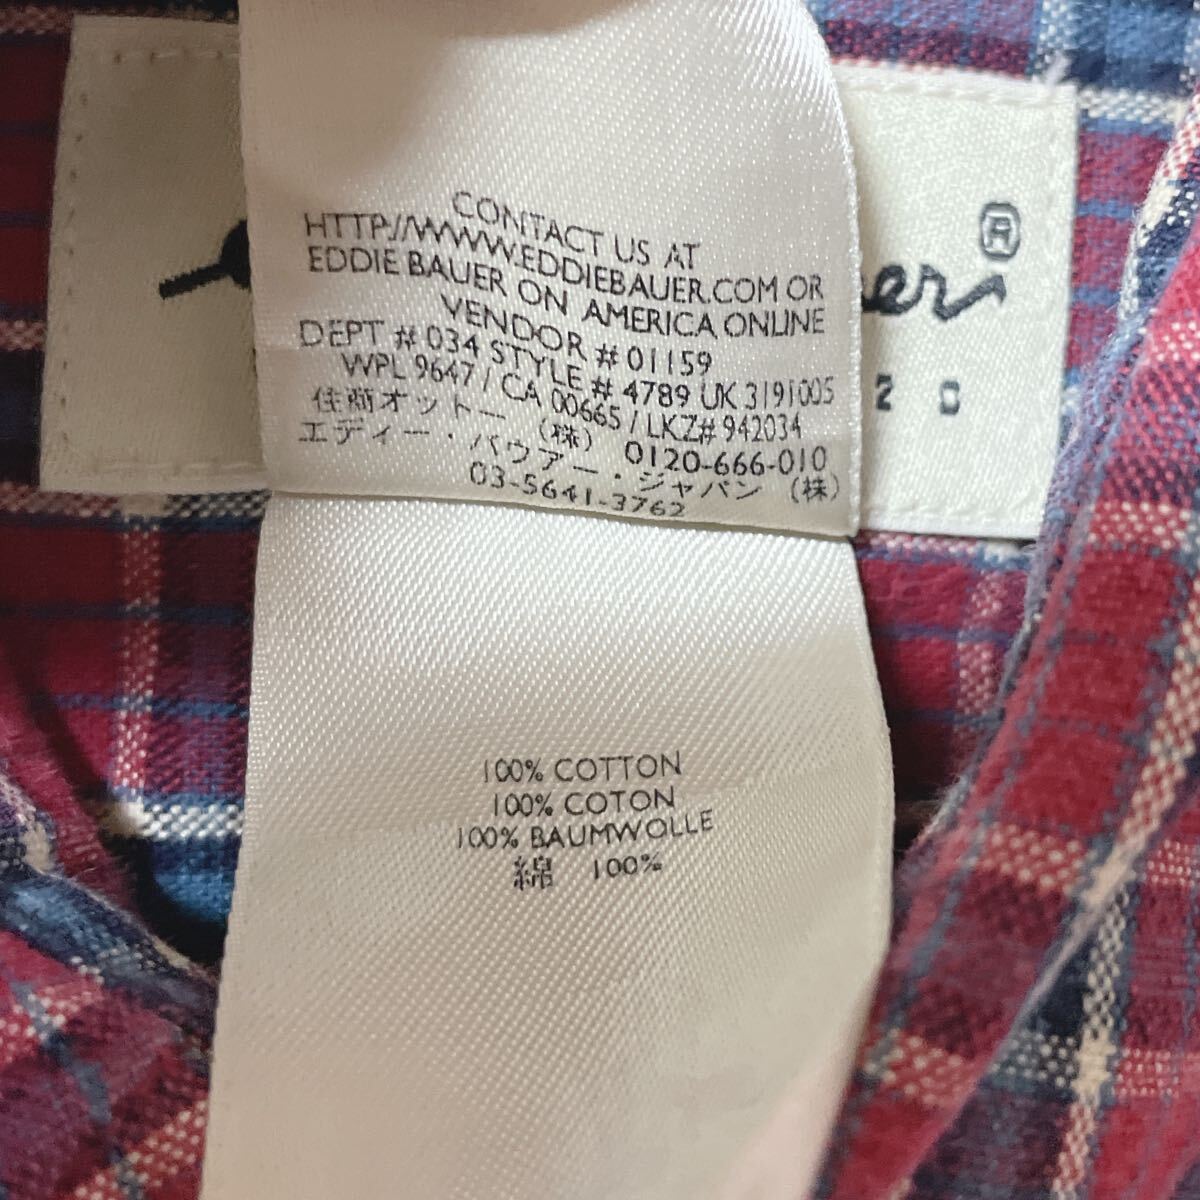 CONTACT US AT
HTTP://WWW.EDDIEBAUER.COM OR
EDDIE BAUER ON AMERICA ONLINE
VENDOR # 01159
DEPT # 034 STYLE # 4789 UK 3191005
WPL 9647 / CA 00665 / LKZ# 942034
住商オットー (株) 0120-666-010
エディー・バウアー・ジャパン (株)
03-5641-3762
100% COTTON
100% COTON
100% BAUMWOLLE
綿 100%